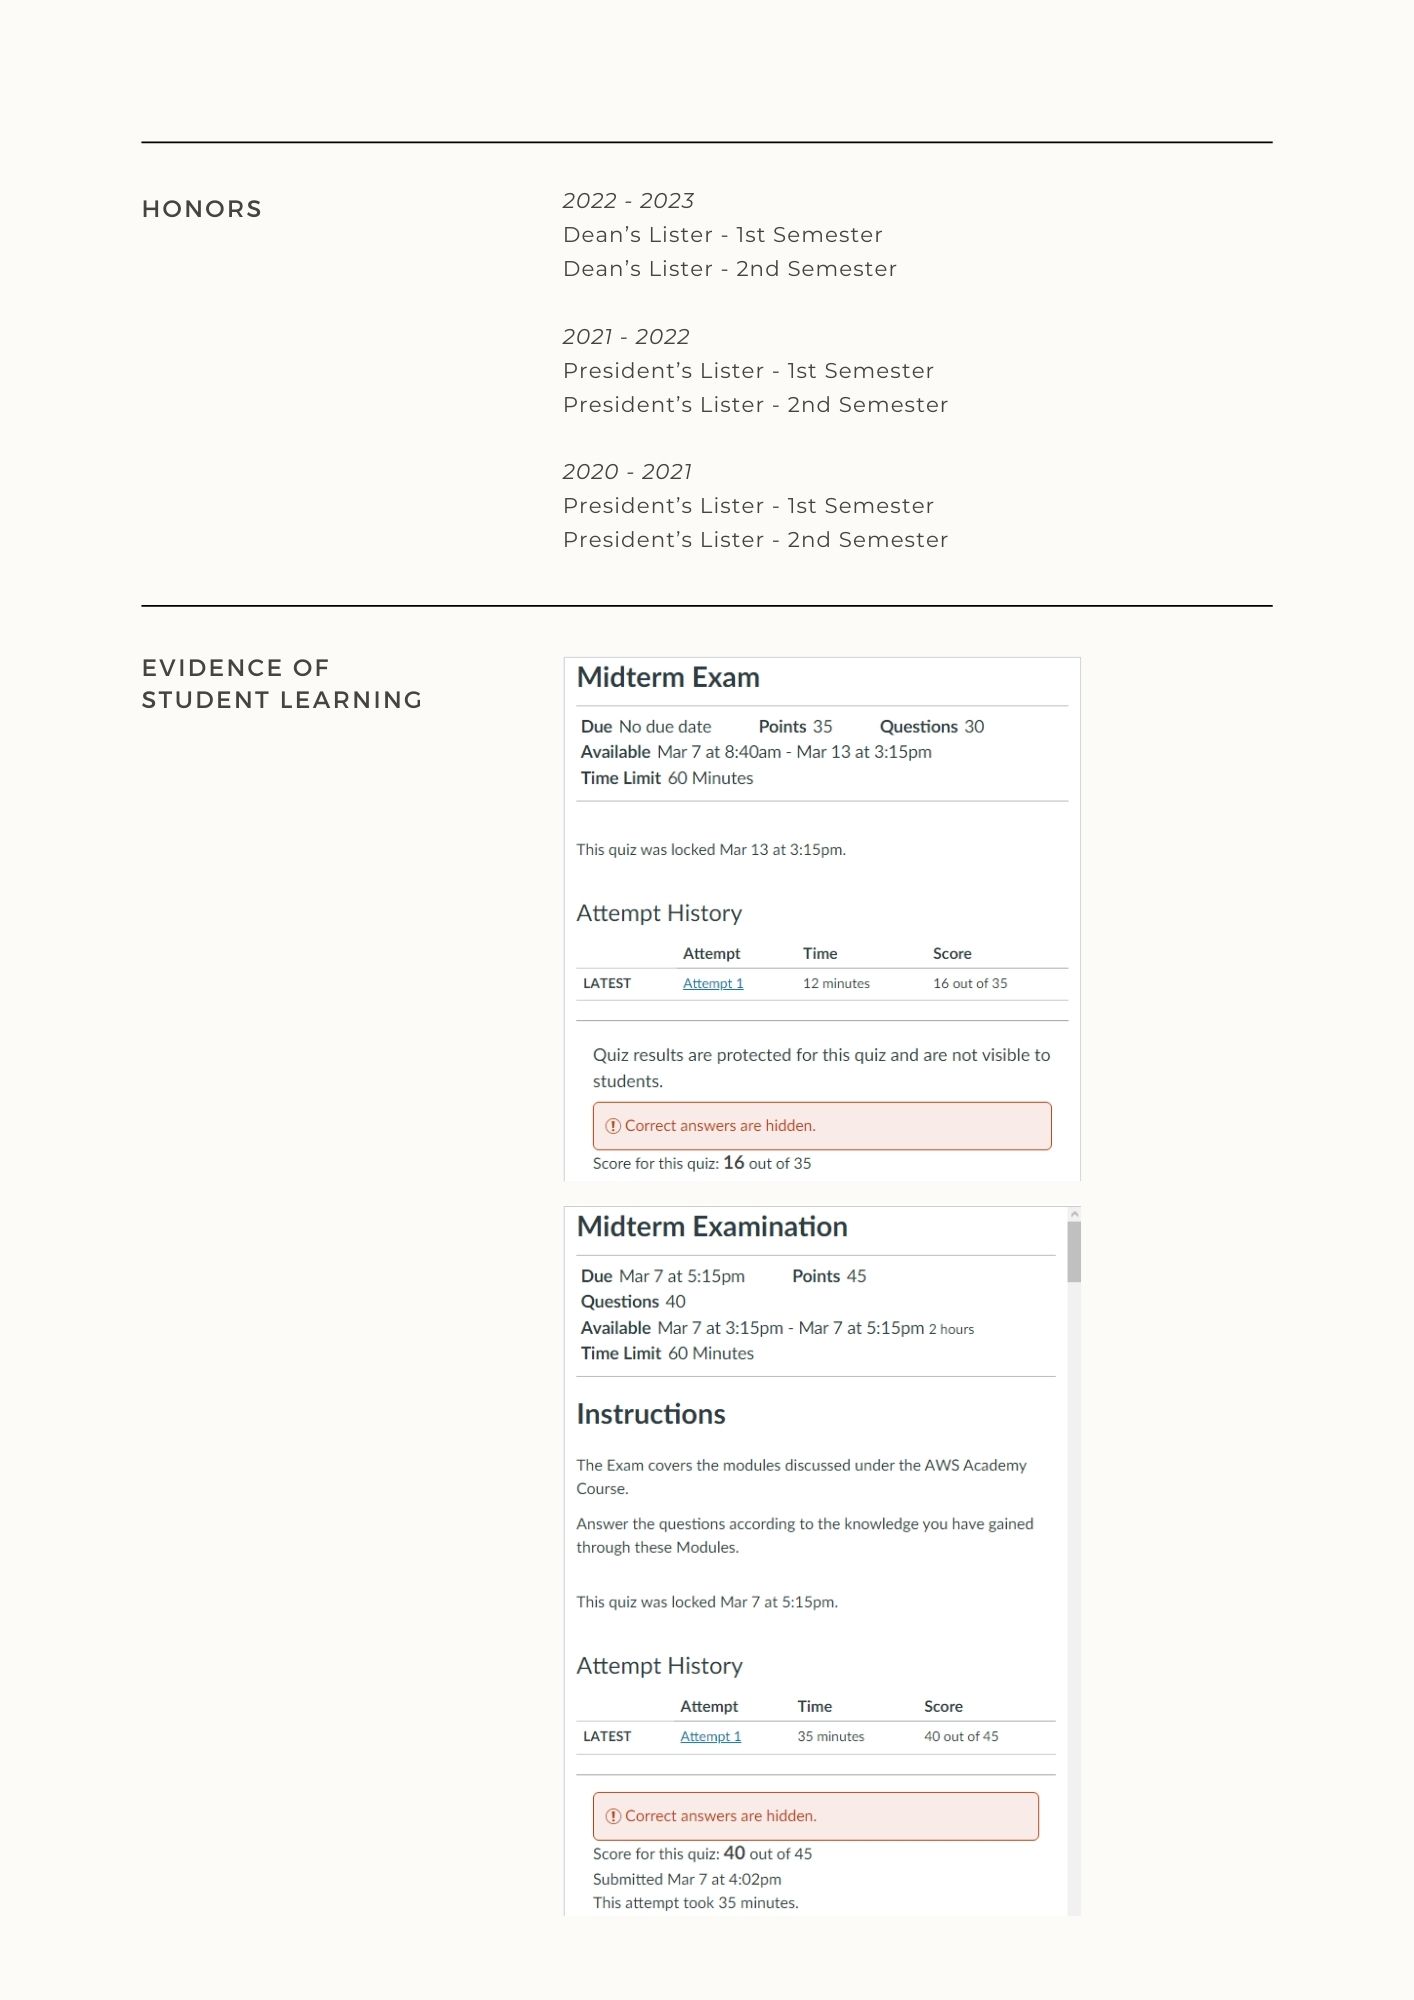 HONORS
2022 - 2023
Dean's Lister - 1st Semester
Dean's Lister - 2nd Semester
2021 - 2022
President's Lister - 1st Semester
President's Lister - 2nd Semester
2020 - 2021
President's Lister - 1st Semester
President's Lister - 2nd Semester
EVIDENCE OF
STUDENT LEARNING
Midterm Exam
Due No due date Points 35 Questions 30
Available Mar 7 at 8:40am - Mar 13 at 3:15pm
Time Limit 60 Minutes
This quiz was locked Mar 13 at 3:15pm.
Attempt History
Attempt Time Score
LATEST Attempt 1 12 minutes 16 out of 35
Quiz results are protected for this quiz and are not visible to
students.
Correct answers are hidden.
Score for this quiz: 16 out of 35
Midterm Examination
Due Mar 7 at 5:15pm Points 45
Questions 40
Available Mar 7 at 3:15pm - Mar 7 at 5:15pm 2 hours
Time Limit 60 Minutes
Instructions
The Exam covers the modules discussed under the AWS Academy
Course.
Answer the questions according to the knowledge you have gained
through these Modules.
This quiz was locked Mar 7 at 5:15pm.
Attempt History
Attempt Time Score
LATEST Attempt 1 35 minutes 40 out of 45
Correct answers are hidden.
Score for this quiz: 40 out of 45
Submitted Mar 7 at 4:02pm
This attempt took 35 minutes.